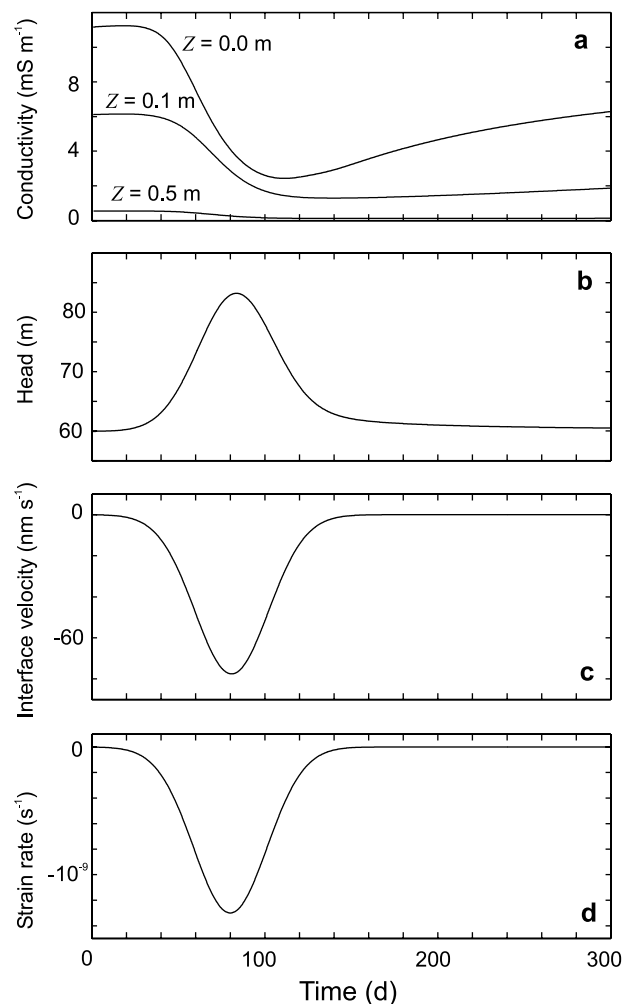 a
Conductivity (mS m-1)
8
4
0
Z = 0.0 m
Z = 0.1 m
Z = 0.5 m
b
Head (m)
80
70
60
Interface velocity (nm s-1)
0
-60
c
Strain rate (s-1)
0
-10-9
d
0
100
200
300
Time (d)